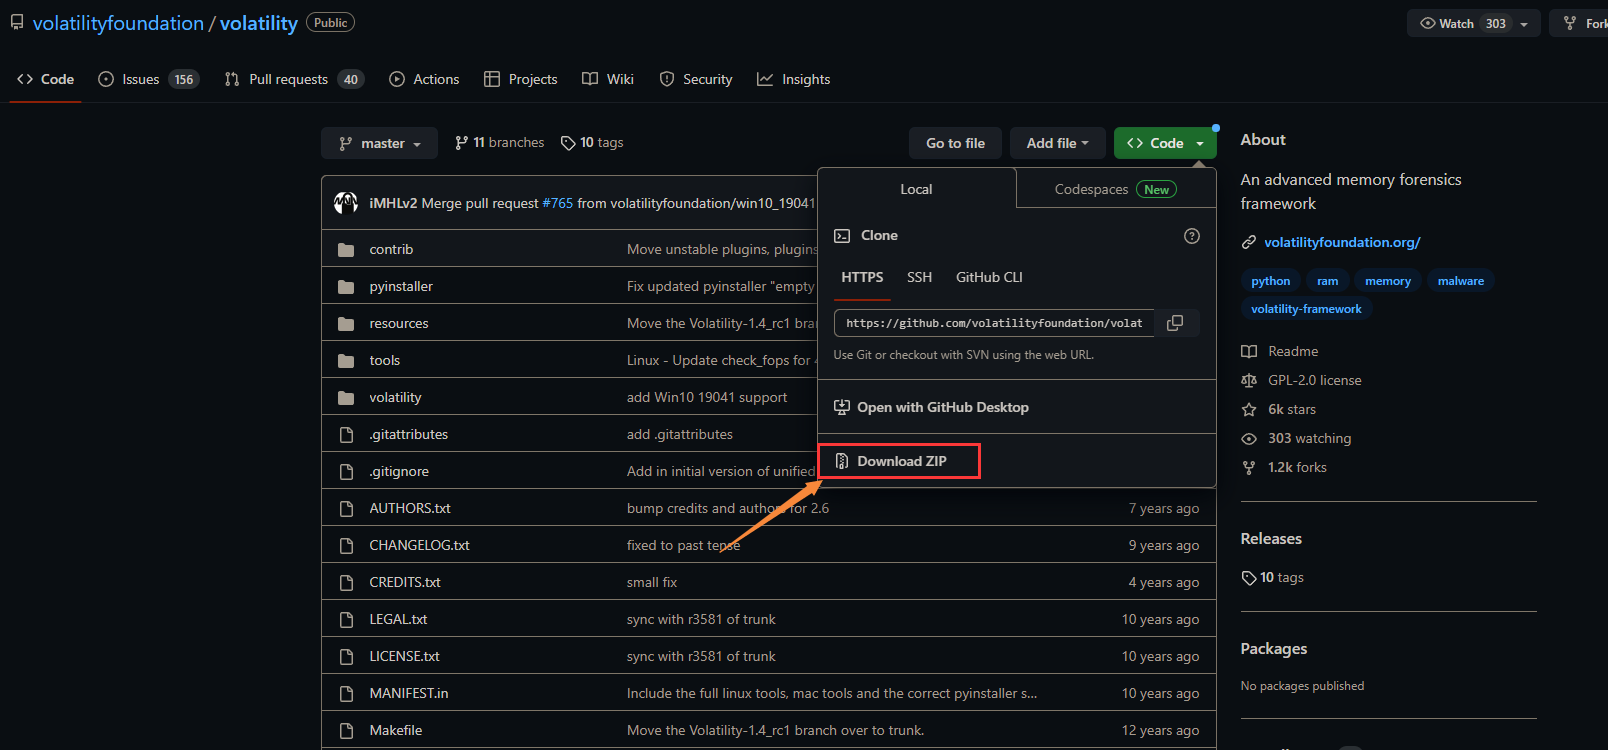 volatilityfoundation / volatility Public
Watch 303
Fork
Code
Issues 156
Pull requests 40
Actions
Projects
Wiki
Security
Insights
master
11 branches
10 tags
Go to file
Add file
Code
iMHLv2 Merge pull request #765 from volatilityfoundation/win10_19041
contrib Move unstable plugins, plugins
pyinstaller Fix updated pyinstaller "empty
resources Move the Volatility-1.4_rc1 bran
tools Linux - Update check_fops for 4
volatility add Win10 19041 support
.gitattributes add .gitattributes
.gitignore Add in initial version of unified
AUTHORS.txt bump credits and authors for 2.6 7 years ago
CHANGELOG.txt fixed to past tense 9 years ago
CREDITS.txt small fix 4 years ago
LEGAL.txt sync with r3581 of trunk 10 years ago
LICENSE.txt sync with r3581 of trunk 10 years ago
MANIFEST.in Include the full linux tools, mac tools and the correct pyinstaller s... 10 years ago
Makefile Move the Volatility-1.4_rc1 branch over to trunk. 12 years ago
Local
Codespaces New
Clone
HTTPS SSH GitHub CLI
https://github.com/volatilityfoundation/volat
Use Git or checkout with SVN using the web URL.
Open with GitHub Desktop
Download ZIP
About
An advanced memory forensics
framework
volatilityfoundation.org/
python ram memory malware
volatility-framework
Readme
GPL-2.0 license
6k stars
303 watching
1.2k forks
Releases
10 tags
Packages
No packages published